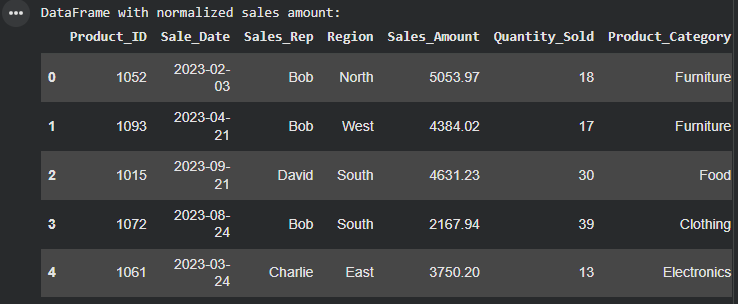 DataFrame with normalized sales amount:
Product_ID Sale_Date Sales_Rep Region Sales_Amount Quantity_Sold Product_Category
0 1052 2023-02-03 Bob North 5053.97 18 Furniture
1 1093 2023-04-21 Bob West 4384.02 17 Furniture
2 1015 2023-09-21 David South 4631.23 30 Food
3 1072 2023-08-24 Bob South 2167.94 39 Clothing
4 1061 2023-03-24 Charlie East 3750.20 13 Electronics